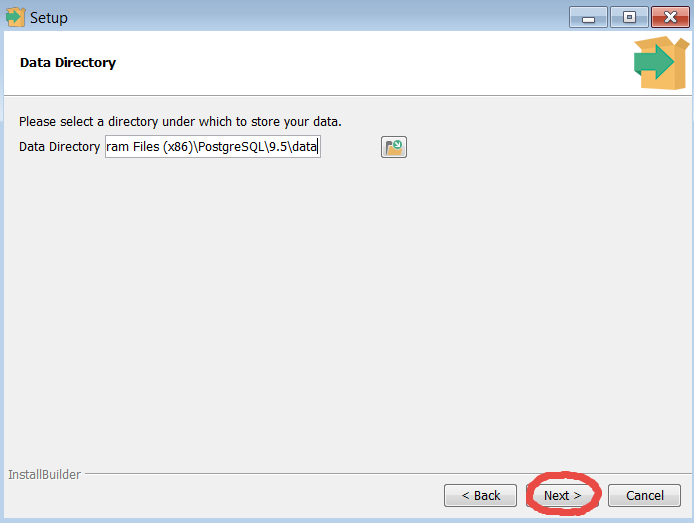 Setup
Data Directory
Please select a directory under which to store your data.
Data Directory ram Files (x86)\PostgreSQL\9.5\data
InstallBuilder
< Back Next > Cancel